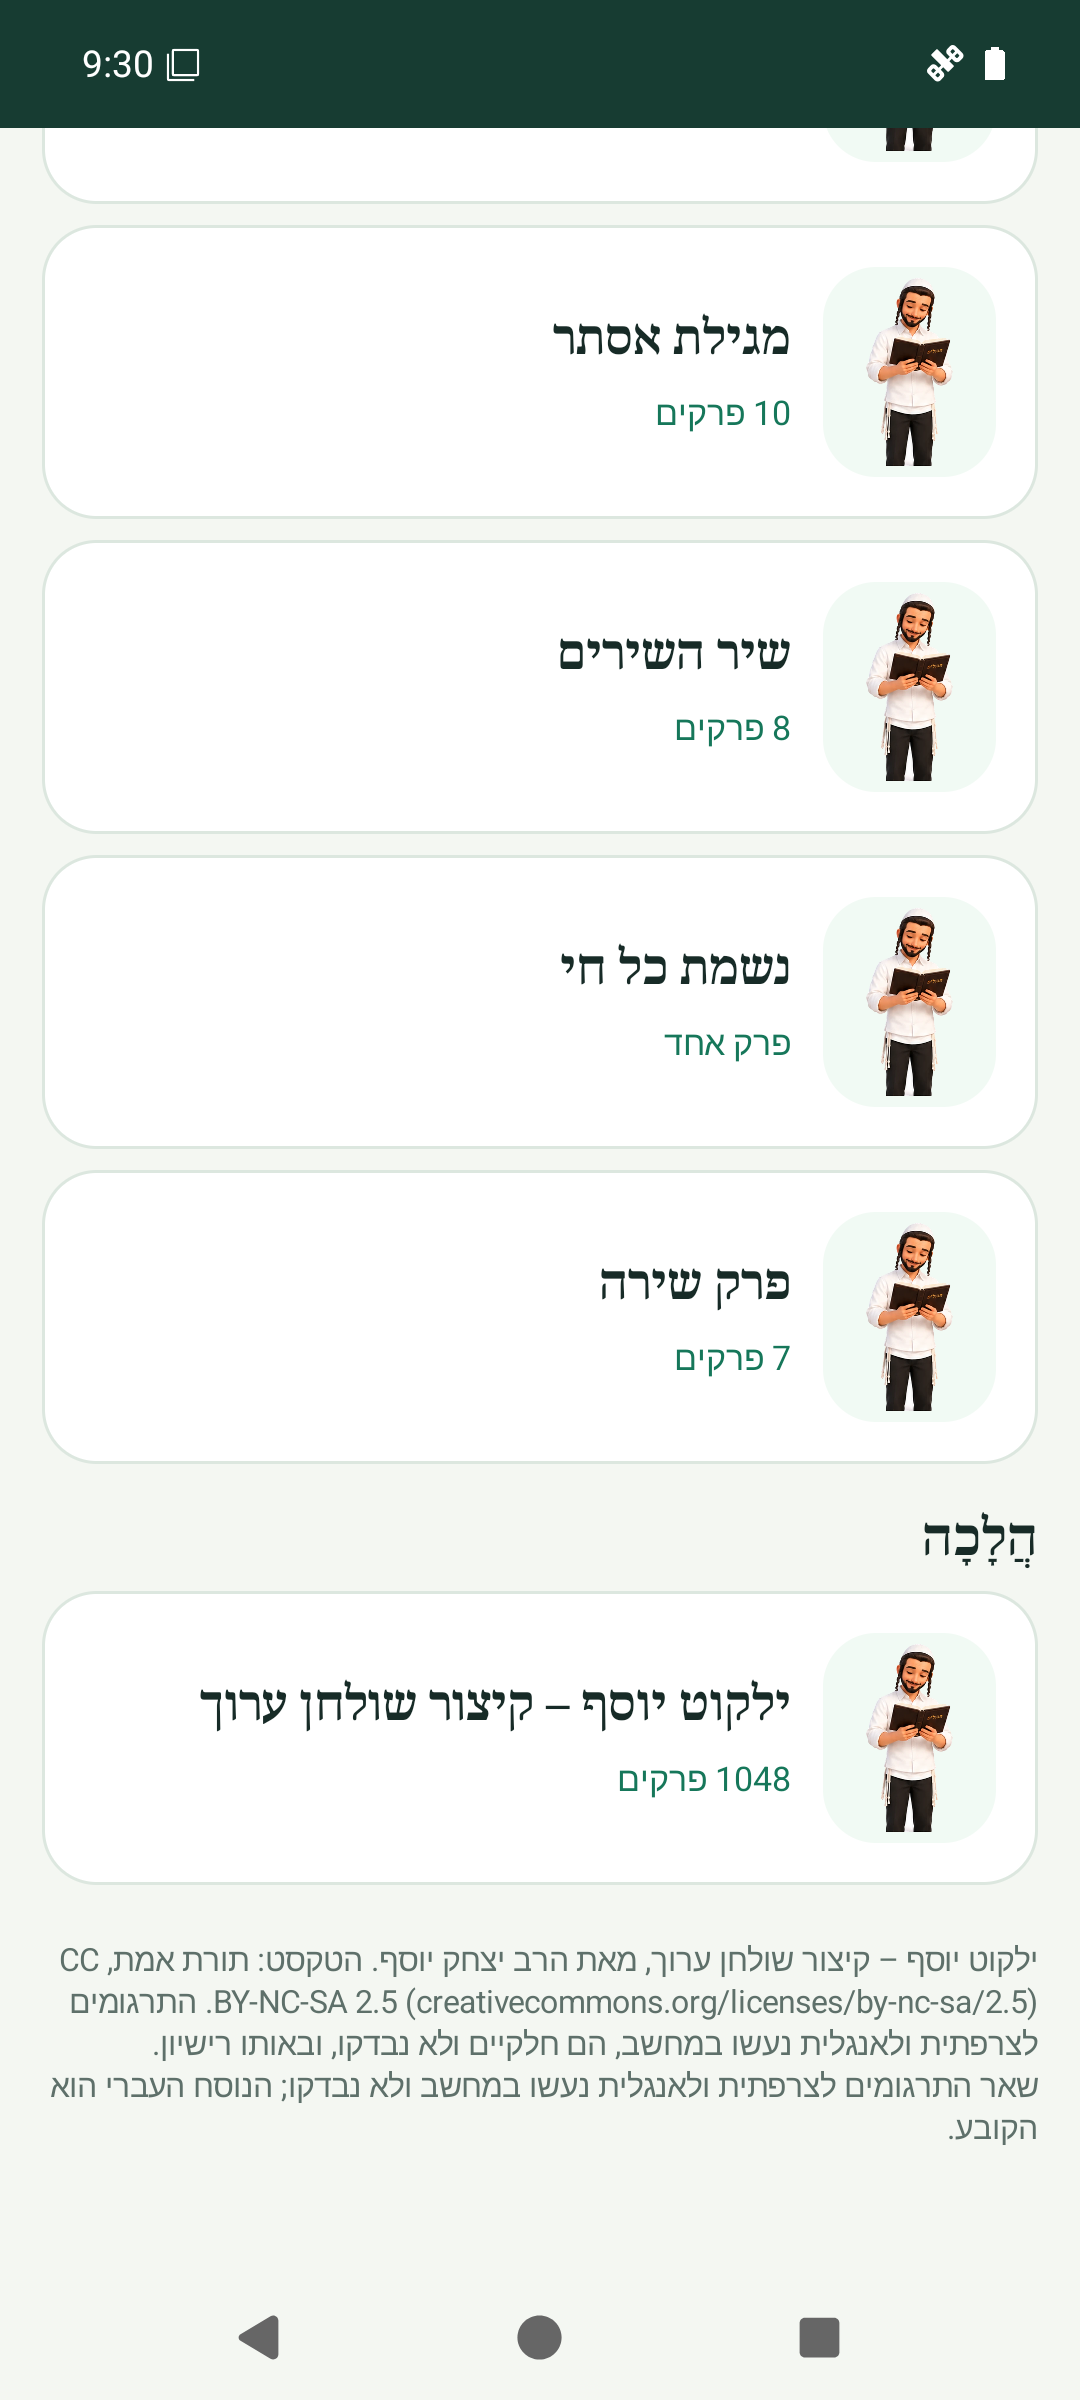 9:30
מגילת אסתר
10 פרקים
שיר השירים
8 פרקים
נשמת כל חי
פרק אחד
פרק שירה
7 פרקים
הֲלָכָה
ילקוט יוסף – קיצור שולחן ערוך
1048 פרקים
ילקוט יוסף – קיצור שולחן ערוך, מאת הרב יצחק יוסף. הטקסט: תורת אמת, CC
BY-NC-SA 2.5 (creativecommons.org/licenses/by-nc-sa/2.5). התרגומים
לצרפתית ולאנגלית נעשו במחשב, הם חלקיים ולא נבדקו, ובאותו רישיון.
שאר התרגומים לצרפתית ולאנגלית נעשו במחשב ולא נבדקו; הנוסח העברי הוא
הקובע.